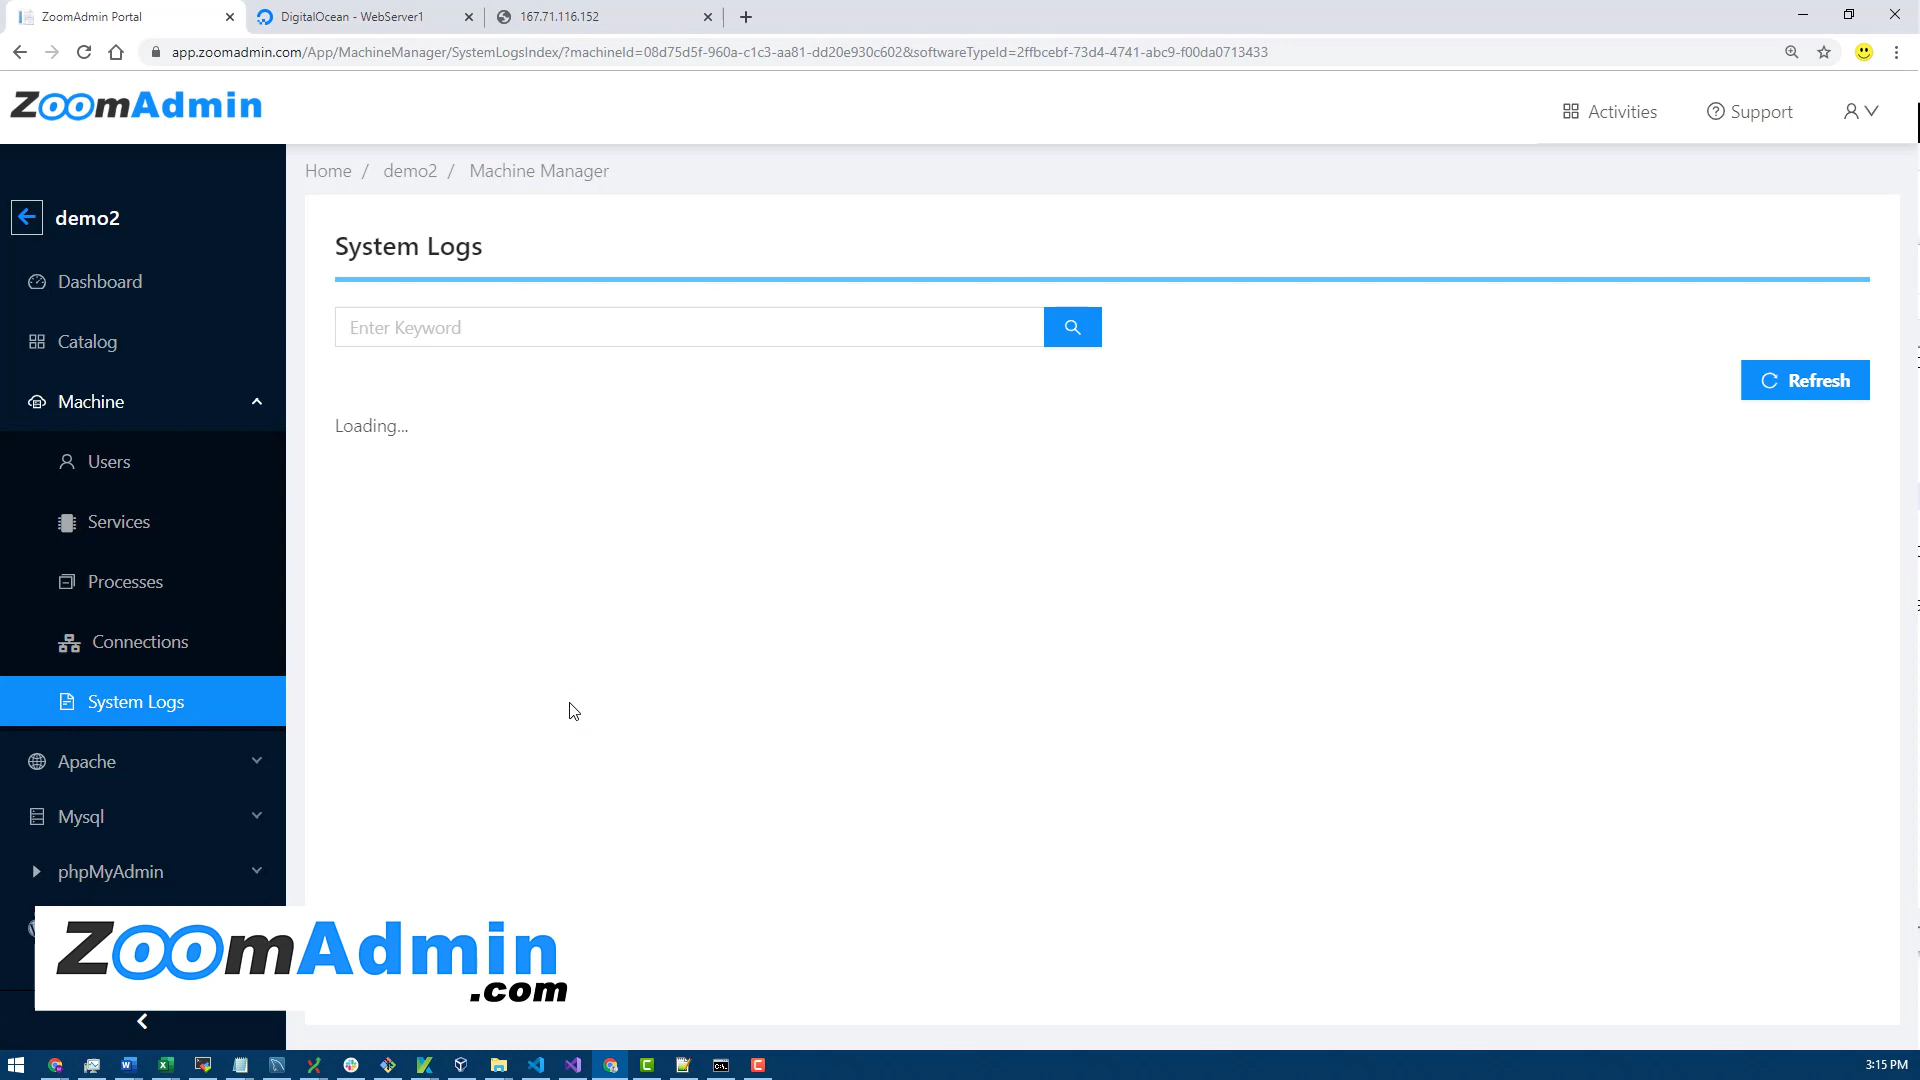 ZoomAdmin Portal
DigitalOcean - WebServer1
167.71.116.152
app.zoomadmin.com/App/MachineManager/SystemLogsIndex/?machineId=08d75d5f-960a-c1c3-aa81-dd20e930c602&softwareTypeId=2ffbcebf-73d4-4741-abc9-f00da0713433
ZoomAdmin
Activities
Support
Home / demo2 / Machine Manager
demo2
System Logs
Dashboard
Enter Keyword
Catalog
Refresh
Machine
Loading...
Users
Services
Processes
Connections
System Logs
Apache
Mysql
phpMyAdmin
ZoomAdmin
.com
3:15 PM